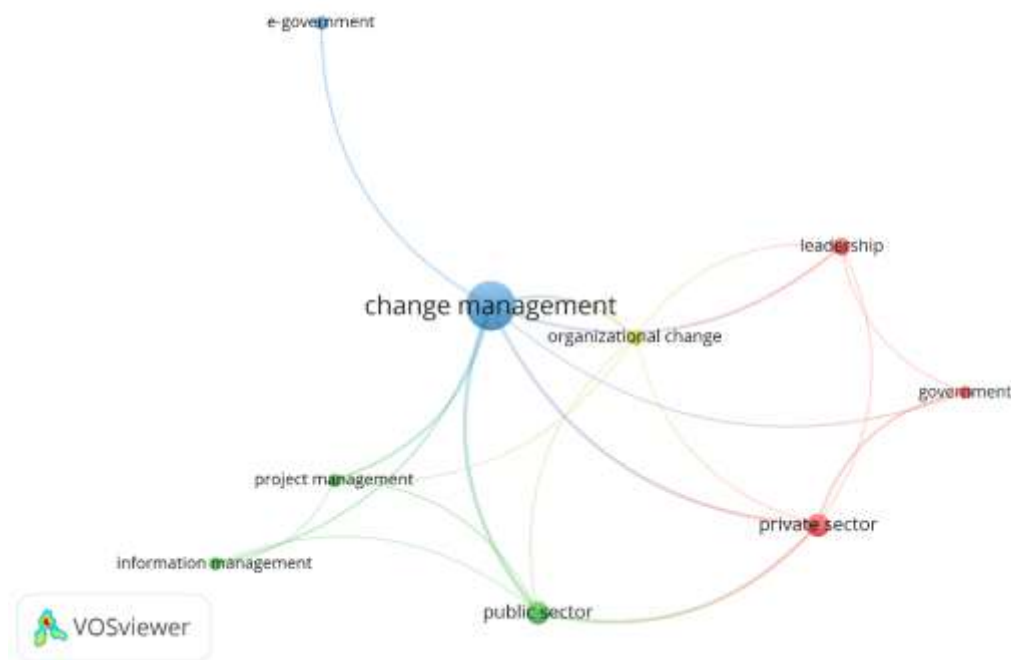 e-government
leadership
change management
organizational change
government
project management
private sector
information management
public sector
VOSviewer